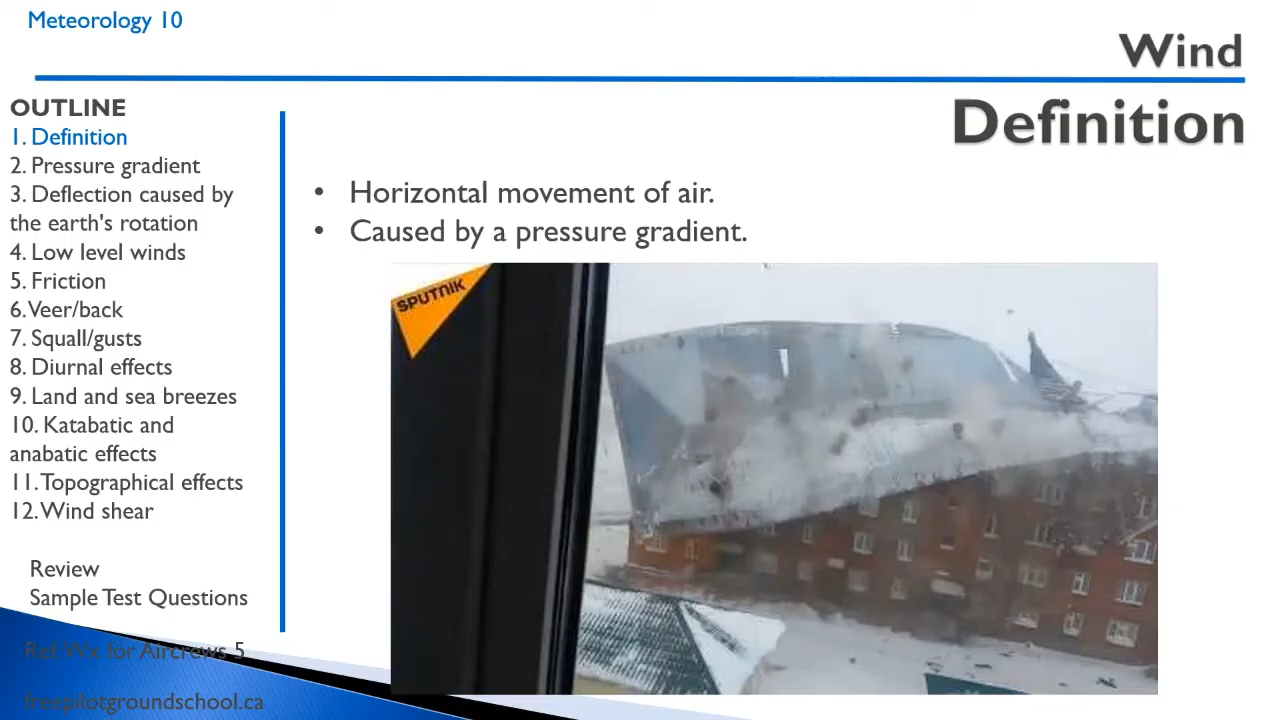 Meteorology 10
Wind
Definition
OUTLINE
1. Definition
2. Pressure gradient
3. Deflection caused by
the earth's rotation
4. Low level winds
5. Friction
6. Veer/back
7. Squall/gusts
8. Diurnal effects
9. Land and sea breezes
10. Katabatic and
anabatic effects
11. Topographical effects
12. Wind shear
Review
Sample Test Questions
Ref Wx for Aircrews 5
freepilotgroundschool.ca
• Horizontal movement of air.
• Caused by a pressure gradient.
SPUTNIK